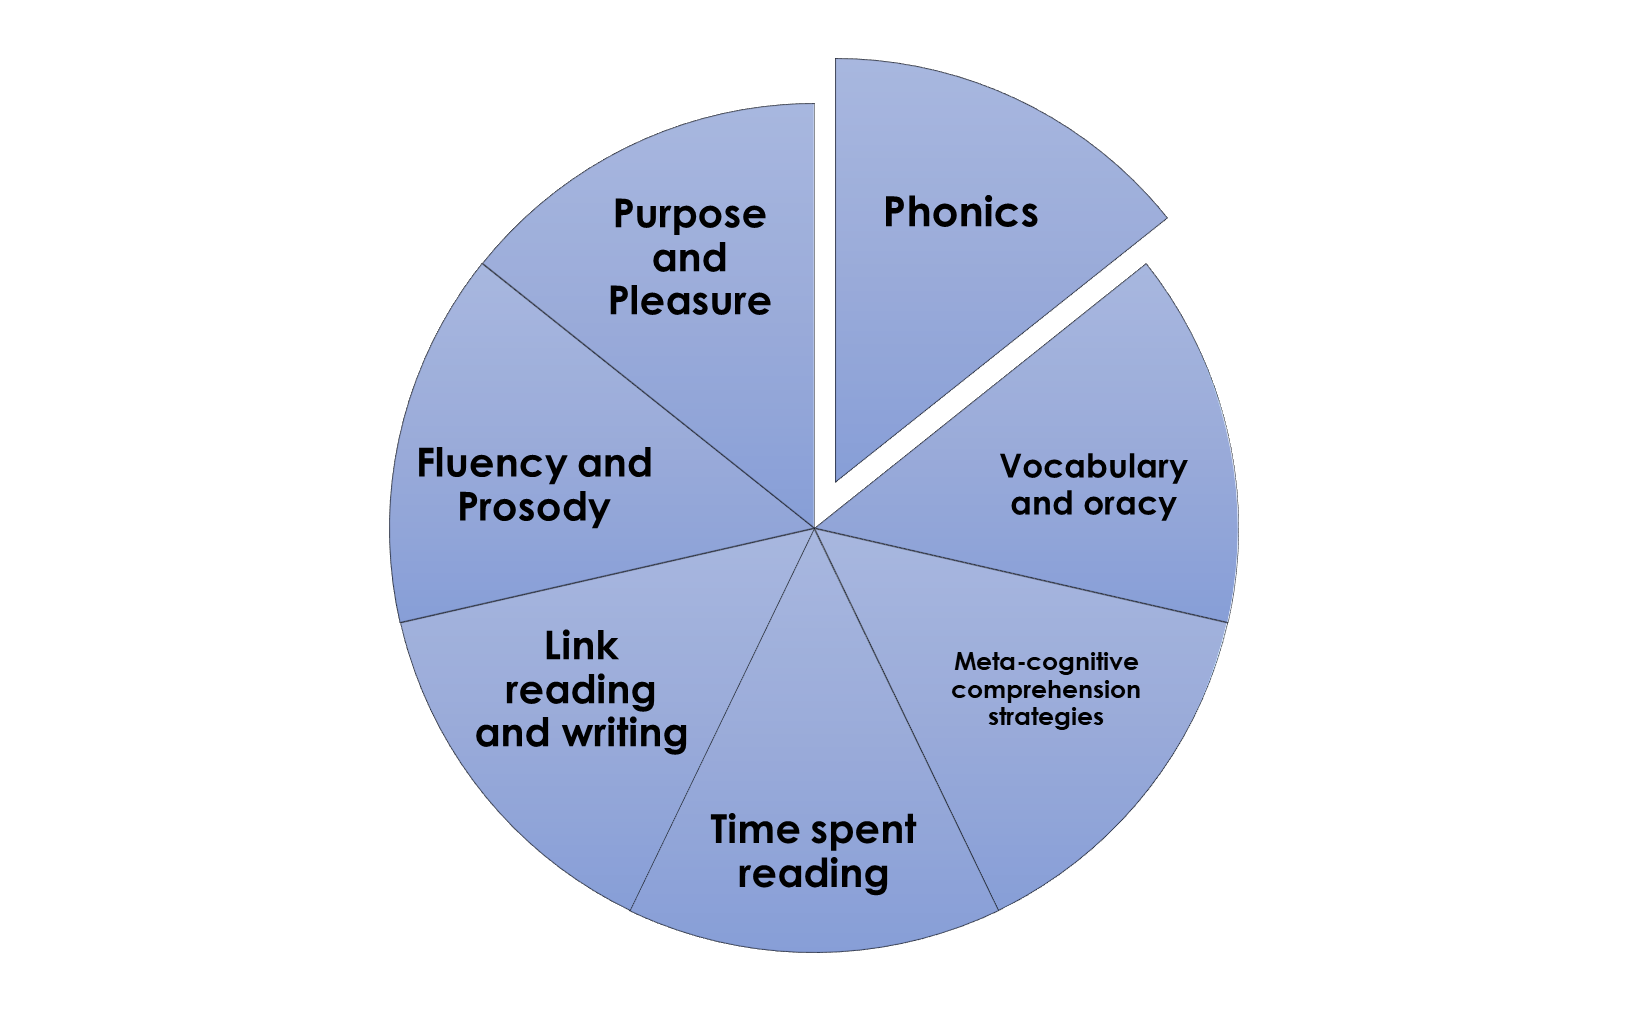 Phonics
Vocabulary
and oracy
Meta-cognitive
comprehension
strategies
Time spent
reading
Link
reading
and writing
Fluency and
Prosody
Purpose
and
Pleasure